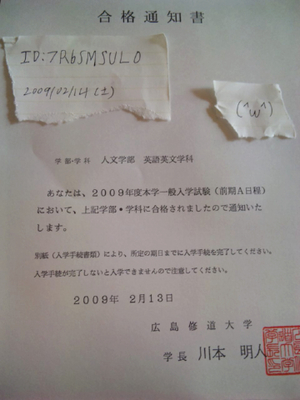 合格通知書
ID:7R65MSUL0
2009/02/14(土)
(^ω^)
学部・学科 人文学部 英語英文学科
あなたは、2009年度本学一般入学試験(前期A日程)
において、上記学部・学科に合格されましたので通知いた
します。
別紙(入学手続書類)により、所定の期日までに入学手続を完了してください。
入学手続が完了しないと入学できませんので注意してください。
2009年 2月13日
広島修道大学
学長 川本 明人